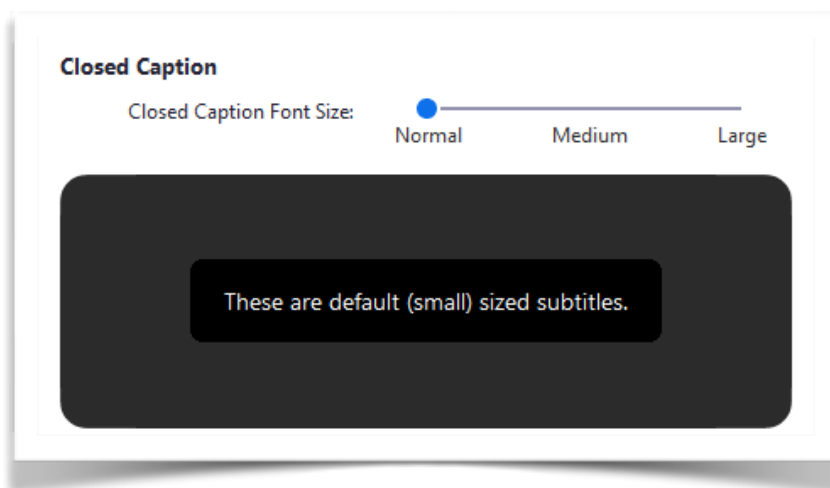 Closed Caption
Closed Caption Font Size:
Normal Medium Large
These are default (small) sized subtitles.